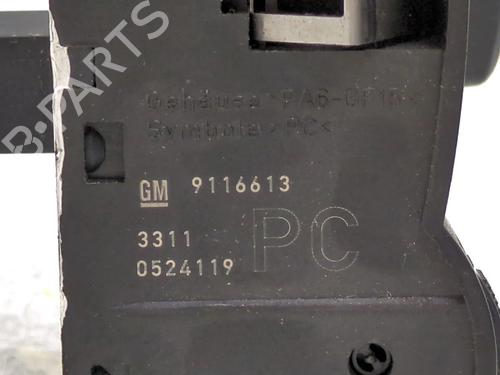 B-PARTS
Gehäuse >PA6-GF15<
Symbole >PC<
GM 9116613
3311
0524119
PC